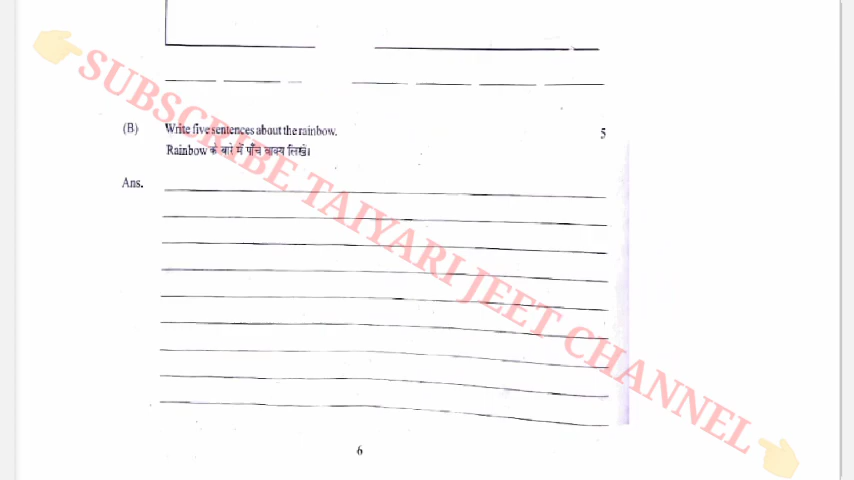 (B) Write five sentences about the rainbow. 5
Rainbow के बारे में पाँच वाक्य लिखें।
Ans.
SUBSCRIBE TAIYARI JEET CHANNEL
6